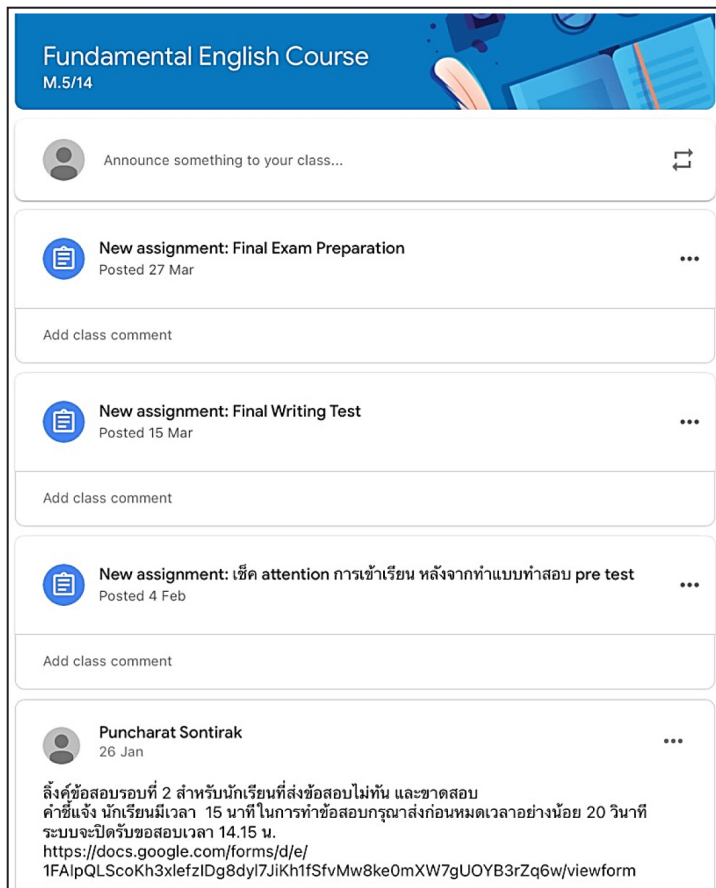 Fundamental English Course
M.5/14
Announce something to your class...
New assignment: Final Exam Preparation
Posted 27 Mar
Add class comment
New assignment: Final Writing Test
Posted 15 Mar
Add class comment
New assignment: เช็ค attention การเข้าเรียน หลังจากทำแบบทำสอบ pre test
Posted 4 Feb
Add class comment
Puncharat Sontirak
26 Jan
ลิ้งค์ข้อสอบรอบที่ 2 สำหรับนักเรียนที่ส่งข้อสอบไม่ทัน และขาดสอบ
คำชี้แจ้ง นักเรียนมีเวลา 15 นาทีในการทำข้อสอบกรุณาส่งก่อนหมดเวลาอย่างน้อย 20 วินาที
ระบบจะปิดรับขอสอบเวลา 14.15 น.
https://docs.google.com/forms/d/e/
1FAIpQLScoKh3xlefzIDg8dyl7JiKh1fSfvMw8ke0mXW7gUOYB3rZq6w/viewform